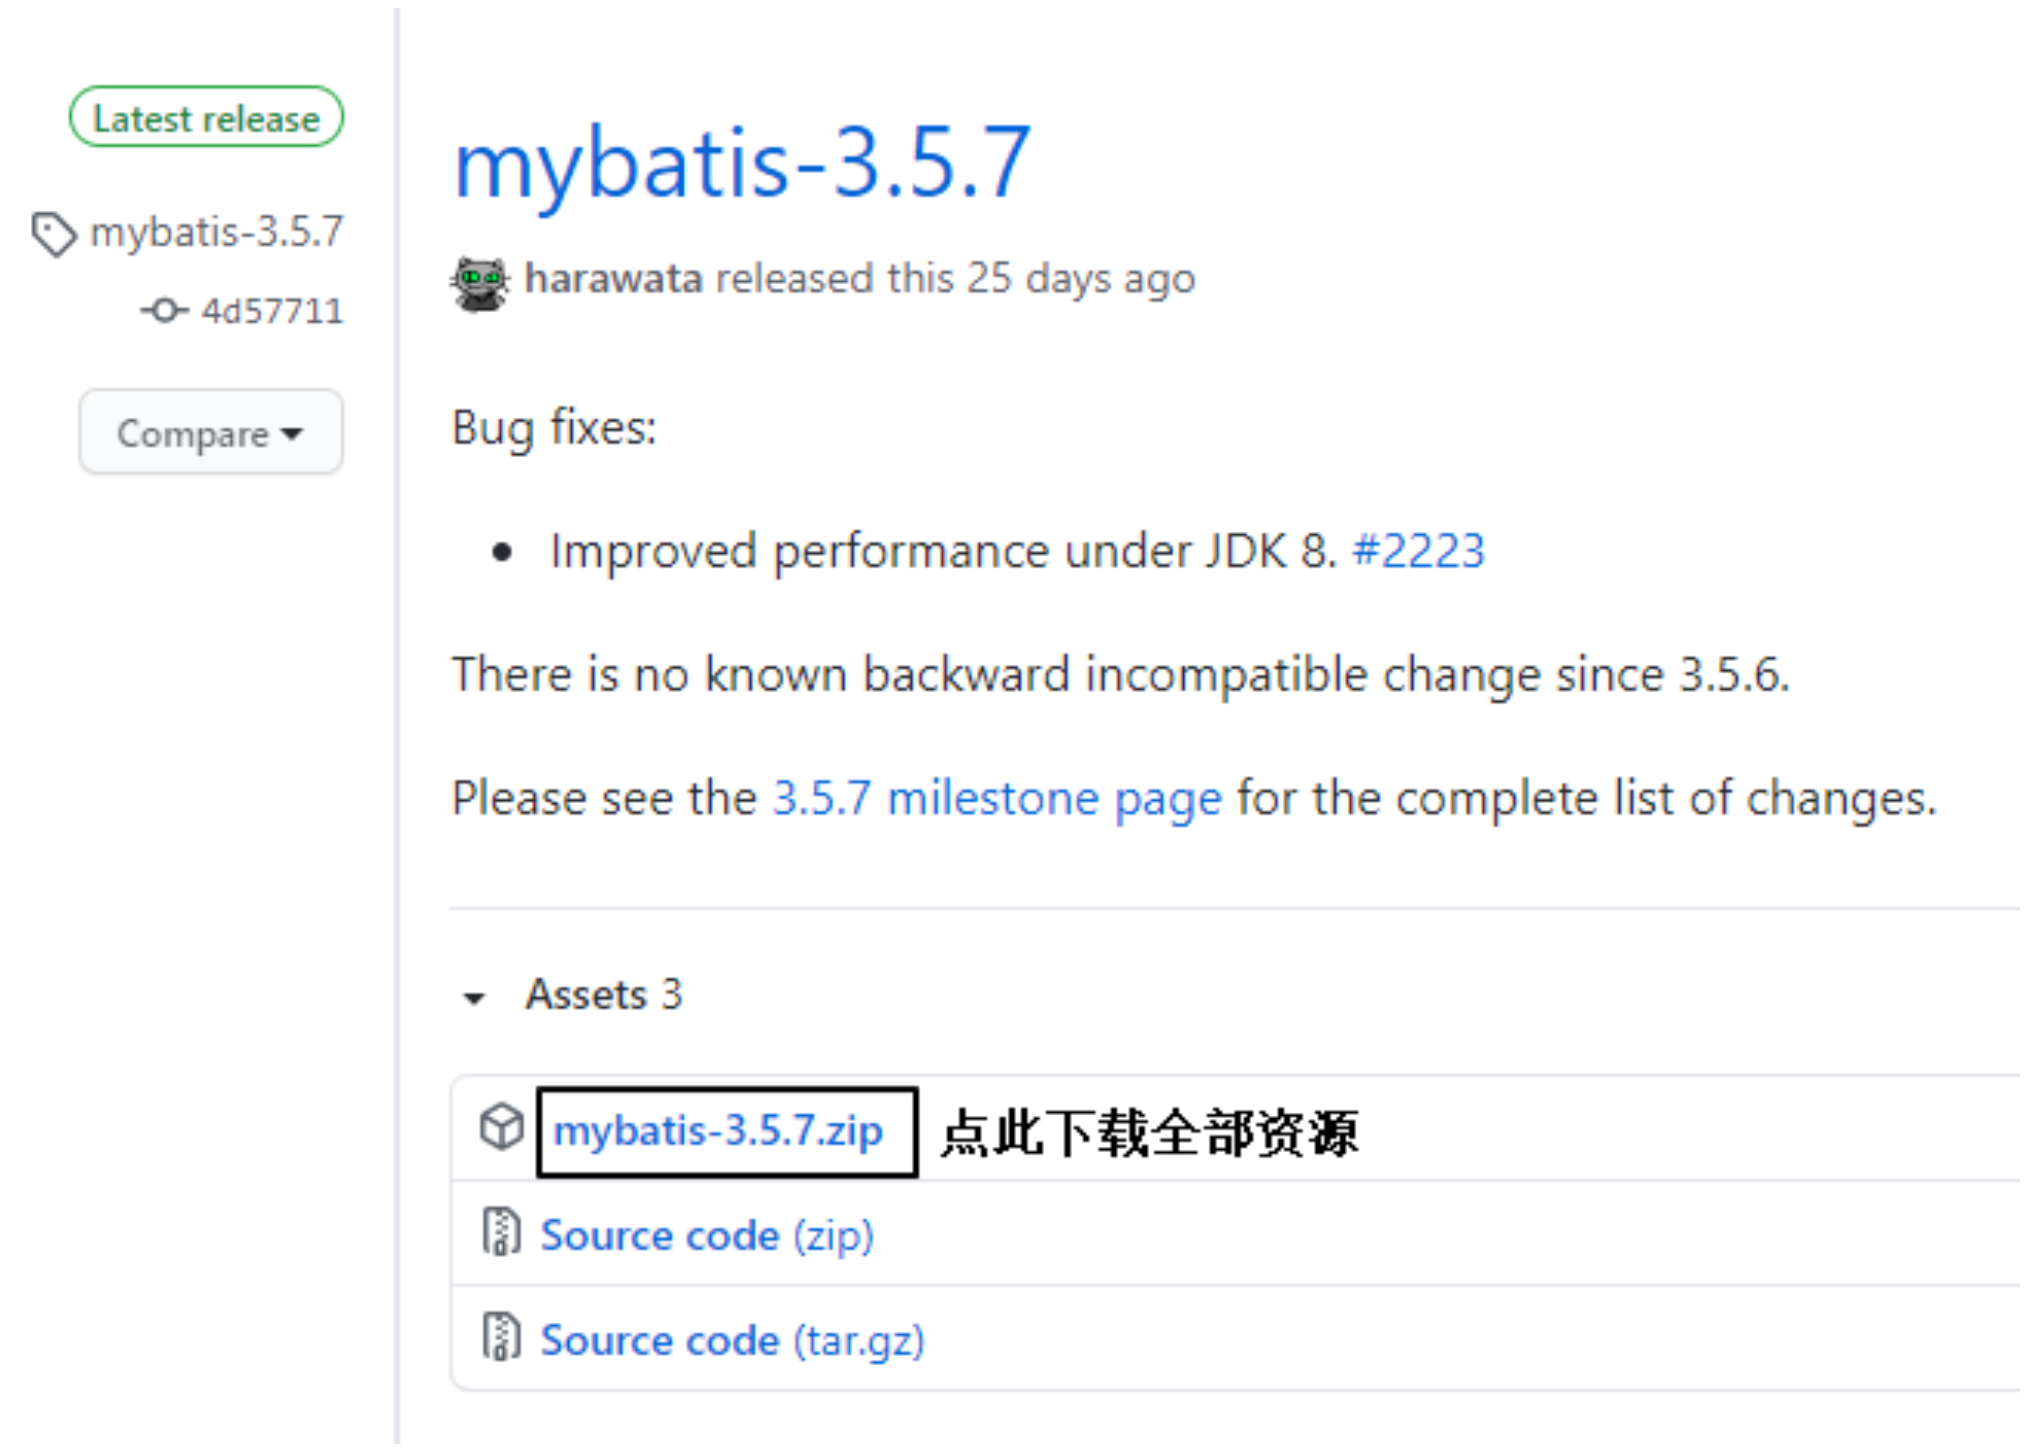 Latest release
mybatis-3.5.7
4d57711
Compare
mybatis-3.5.7
harawata released this 25 days ago
Bug fixes:
• Improved performance under JDK 8. #2223
There is no known backward incompatible change since 3.5.6.
Please see the 3.5.7 milestone page for the complete list of changes.
Assets 3
mybatis-3.5.7.zip 点此下载全部资源
Source code (zip)
Source code (tar.gz)